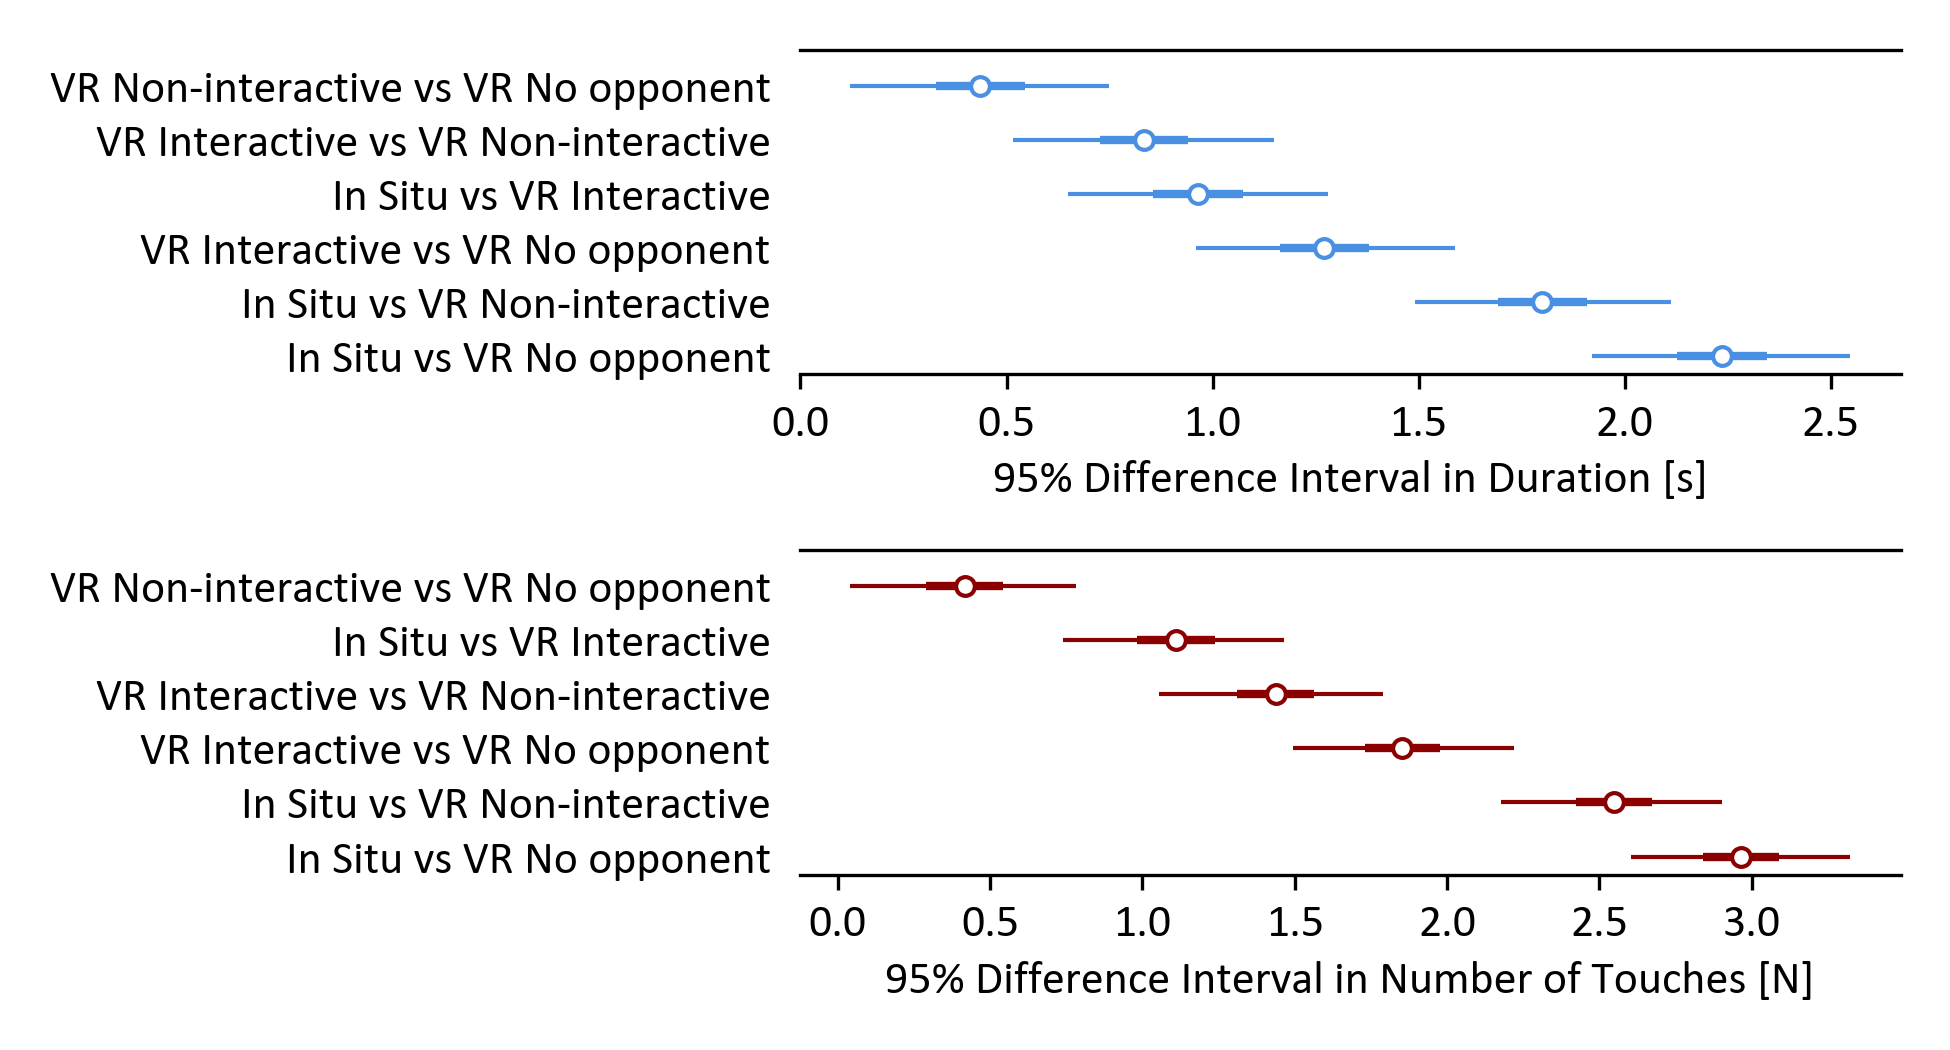 VR Non-interactive vs VR No opponent
VR Interactive vs VR Non-interactive
In Situ vs VR Interactive
VR Interactive vs VR No opponent
In Situ vs VR Non-interactive
In Situ vs VR No opponent
0.0 0.5 1.0 1.5 2.0 2.5
95% Difference Interval in Duration [s]
VR Non-interactive vs VR No opponent
In Situ vs VR Interactive
VR Interactive vs VR Non-interactive
VR Interactive vs VR No opponent
In Situ vs VR Non-interactive
In Situ vs VR No opponent
0.0 0.5 1.0 1.5 2.0 2.5 3.0
95% Difference Interval in Number of Touches [N]